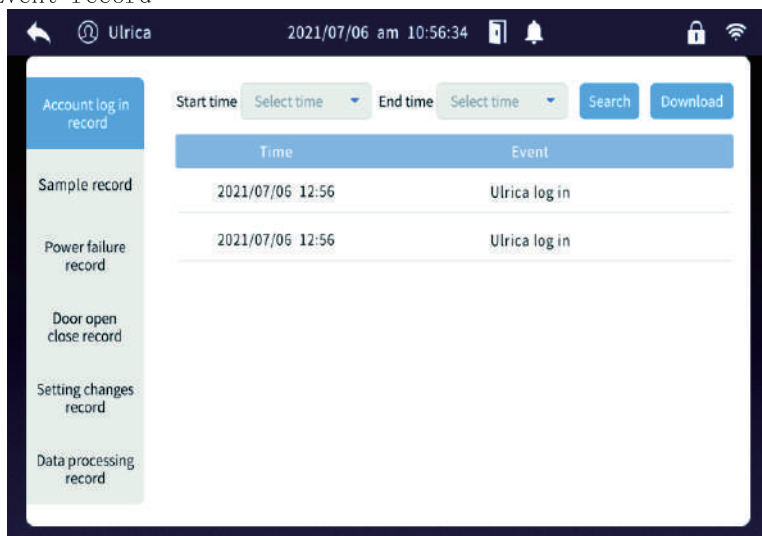 Event record
Ulrica 2021/07/06 am 10:56:34
Start time Select time End time Select time Search Download
Account log in
record
Sample record
Power failure
record
Door open
close record
Setting changes
record
Data processing
record
Time Event
2021/07/06 12:56 Ulrica log in
2021/07/06 12:56 Ulrica log in